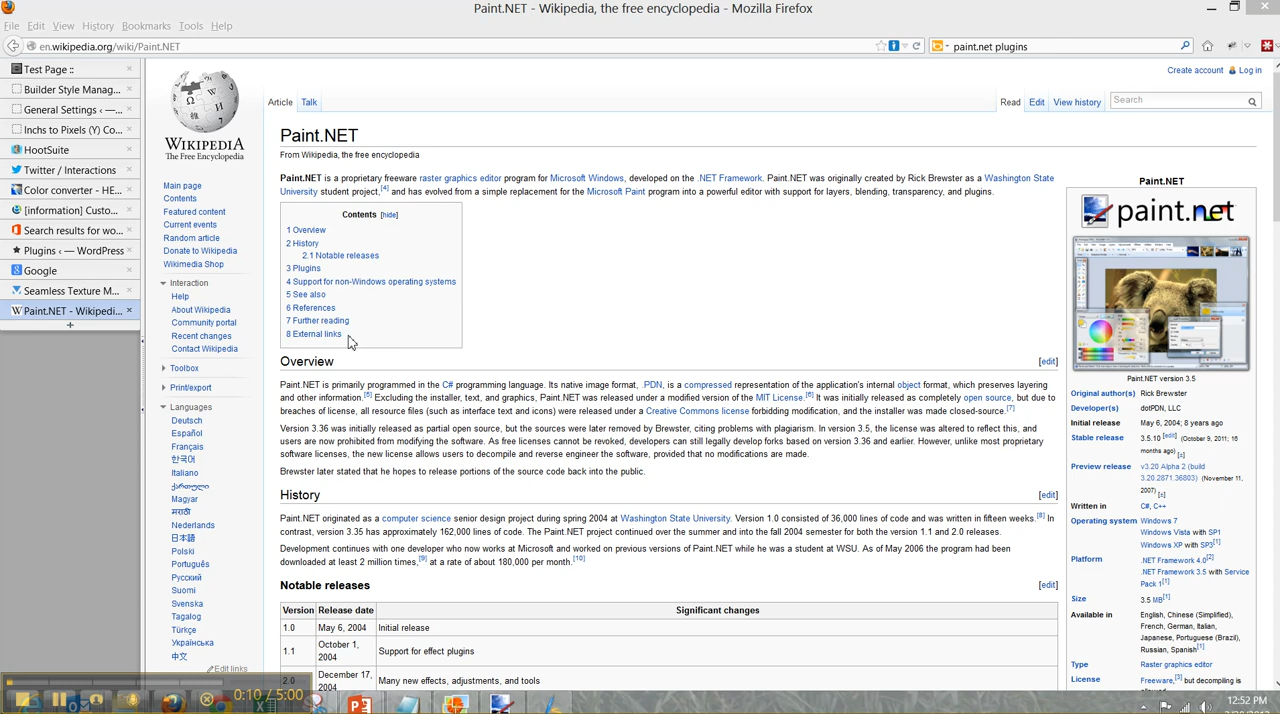 Paint.NET - Wikipedia, the free encyclopedia - Mozilla Firefox
File Edit View History Bookmarks Tools Help
en.wikipedia.org/wiki/Paint.NET
paint.net plugins
Test Page ::
Builder Style Manag...
General Settings ‹ —...
Inchs to Pixels (Y) Co...
HootSuite
Twitter / Interactions
Color converter - HE...
[information] Custo...
Search results for wo...
Plugins ‹ — WordPress
Google
Seamless Texture M...
Paint.NET - Wikipedi...
WIKIPEDIA
The Free Encyclopedia
Main page
Contents
Featured content
Current events
Random article
Donate to Wikipedia
Wikimedia Shop
Interaction
Help
About Wikipedia
Community portal
Recent changes
Contact Wikipedia
Toolbox
Print/export
Languages
Deutsch
Español
Français
한국어
Italiano
ქართული
Magyar
मराठी
Nederlands
日本語
Polski
Português
Русский
Suomi
Svenska
Tagalog
Türkçe
Українська
中文
Edit links
Create account Log in
Article Talk
Read Edit View history
Search
Paint.NET
From Wikipedia, the free encyclopedia
Paint.NET is a proprietary freeware raster graphics editor program for Microsoft Windows, developed on the .NET Framework. Paint.NET was originally created by Rick Brewster as a Washington State
University student project,[4] and has evolved from a simple replacement for the Microsoft Paint program into a powerful editor with support for layers, blending, transparency, and plugins.
Contents [hide]
1 Overview
2 History
2.1 Notable releases
3 Plugins
4 Support for non-Windows operating systems
5 See also
6 References
7 Further reading
8 External links
Overview [edit]
Paint.NET is primarily programmed in the C# programming language. Its native image format, .PDN, is a compressed representation of the application's internal object format, which preserves layering
and other information.[5] Excluding the installer, text, and graphics, Paint.NET was released under a modified version of the MIT License.[6] It was initially released as completely open source, but due to
breaches of license, all resource files (such as interface text and icons) were released under a Creative Commons license forbidding modification, and the installer was made closed-source.[7]
Version 3.36 was initially released as partial open source, but the sources were later removed by Brewster, citing problems with plagiarism. In version 3.5, the license was altered to reflect this, and
users are now prohibited from modifying the software. As free licenses cannot be revoked, developers can still legally develop forks based on version 3.36 and earlier. However, unlike most proprietary
software licenses, the new license allows users to decompile and reverse engineer the software, provided that no modifications are made.
Brewster later stated that he hopes to release portions of the source code back into the public.
History [edit]
Paint.NET originated as a computer science senior design project during spring 2004 at Washington State University. Version 1.0 consisted of 36,000 lines of code and was written in fifteen weeks.[8] In
contrast, version 3.35 has approximately 162,000 lines of code. The Paint.NET project continued over the summer and into the fall 2004 semester for both the version 1.1 and 2.0 releases.
Development continues with one developer who now works at Microsoft and worked on previous versions of Paint.NET while he was a student at WSU. As of May 2006 the program had been
downloaded at least 2 million times,[9] at a rate of about 180,000 per month.[10]
Notable releases [edit]
Version Release date Significant changes
1.0 May 6, 2004 Initial release
1.1 October 1, 2004 Support for effect plugins
2.0 December 17, 2004 Many new effects, adjustments, and tools
Paint.NET
paint.net
Paint.NET version 3.5
Original author(s) Rick Brewster
Developer(s) dotPDN, LLC
Initial release May 6, 2004; 8 years ago
Stable release 3.5.10 [edit] (October 9, 2011; 16
months ago) [±]
Preview release v3.20 Alpha 2 (build
3.20.2871.36803) (November 11,
2007) [±]
Written in C#, C++
Operating system Windows 7
Windows Vista with SP1
Windows XP with SP3[1]
Platform .NET Framework 4.0[2]
.NET Framework 3.5 with Service
Pack 1[1]
Size 3.5 MB[1]
Available in English, Chinese (Simplified),
French, German, Italian,
Japanese, Portuguese (Brazil),
Russian, Spanish[1]
Type Raster graphics editor
License Freeware,[3] but decompiling is
0:10 / 5:00
12:52 PM